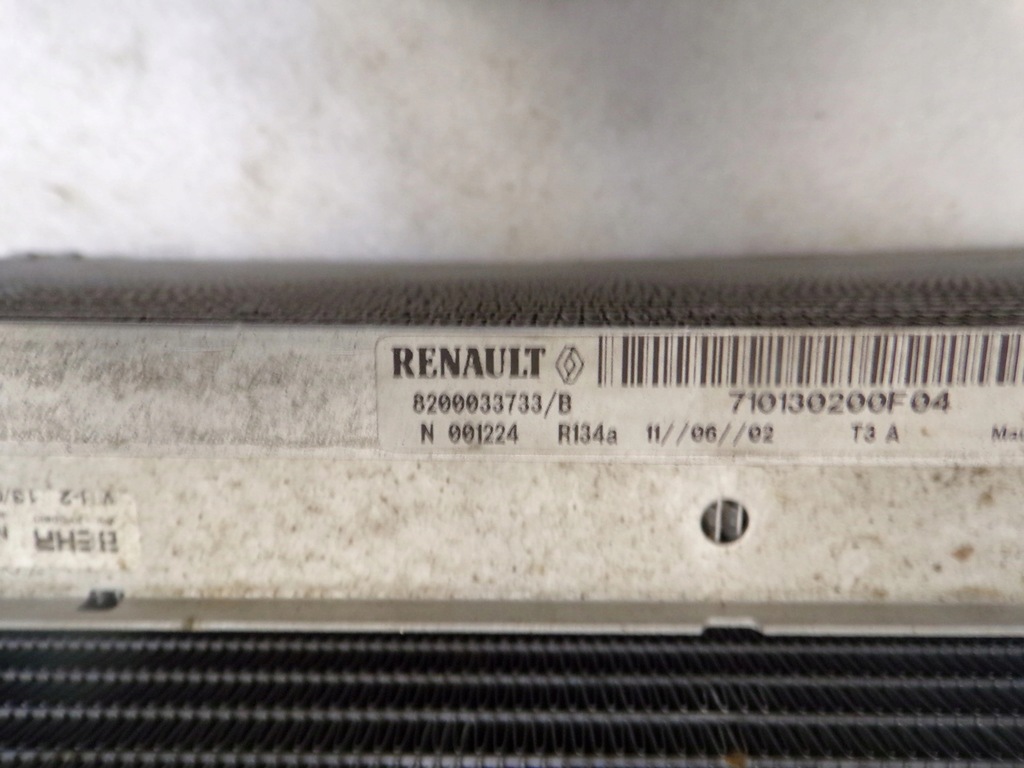 RENAULT
8200033733/B 710130200F04
N 001224 R134a 11//06//02 T3 A
BEHR